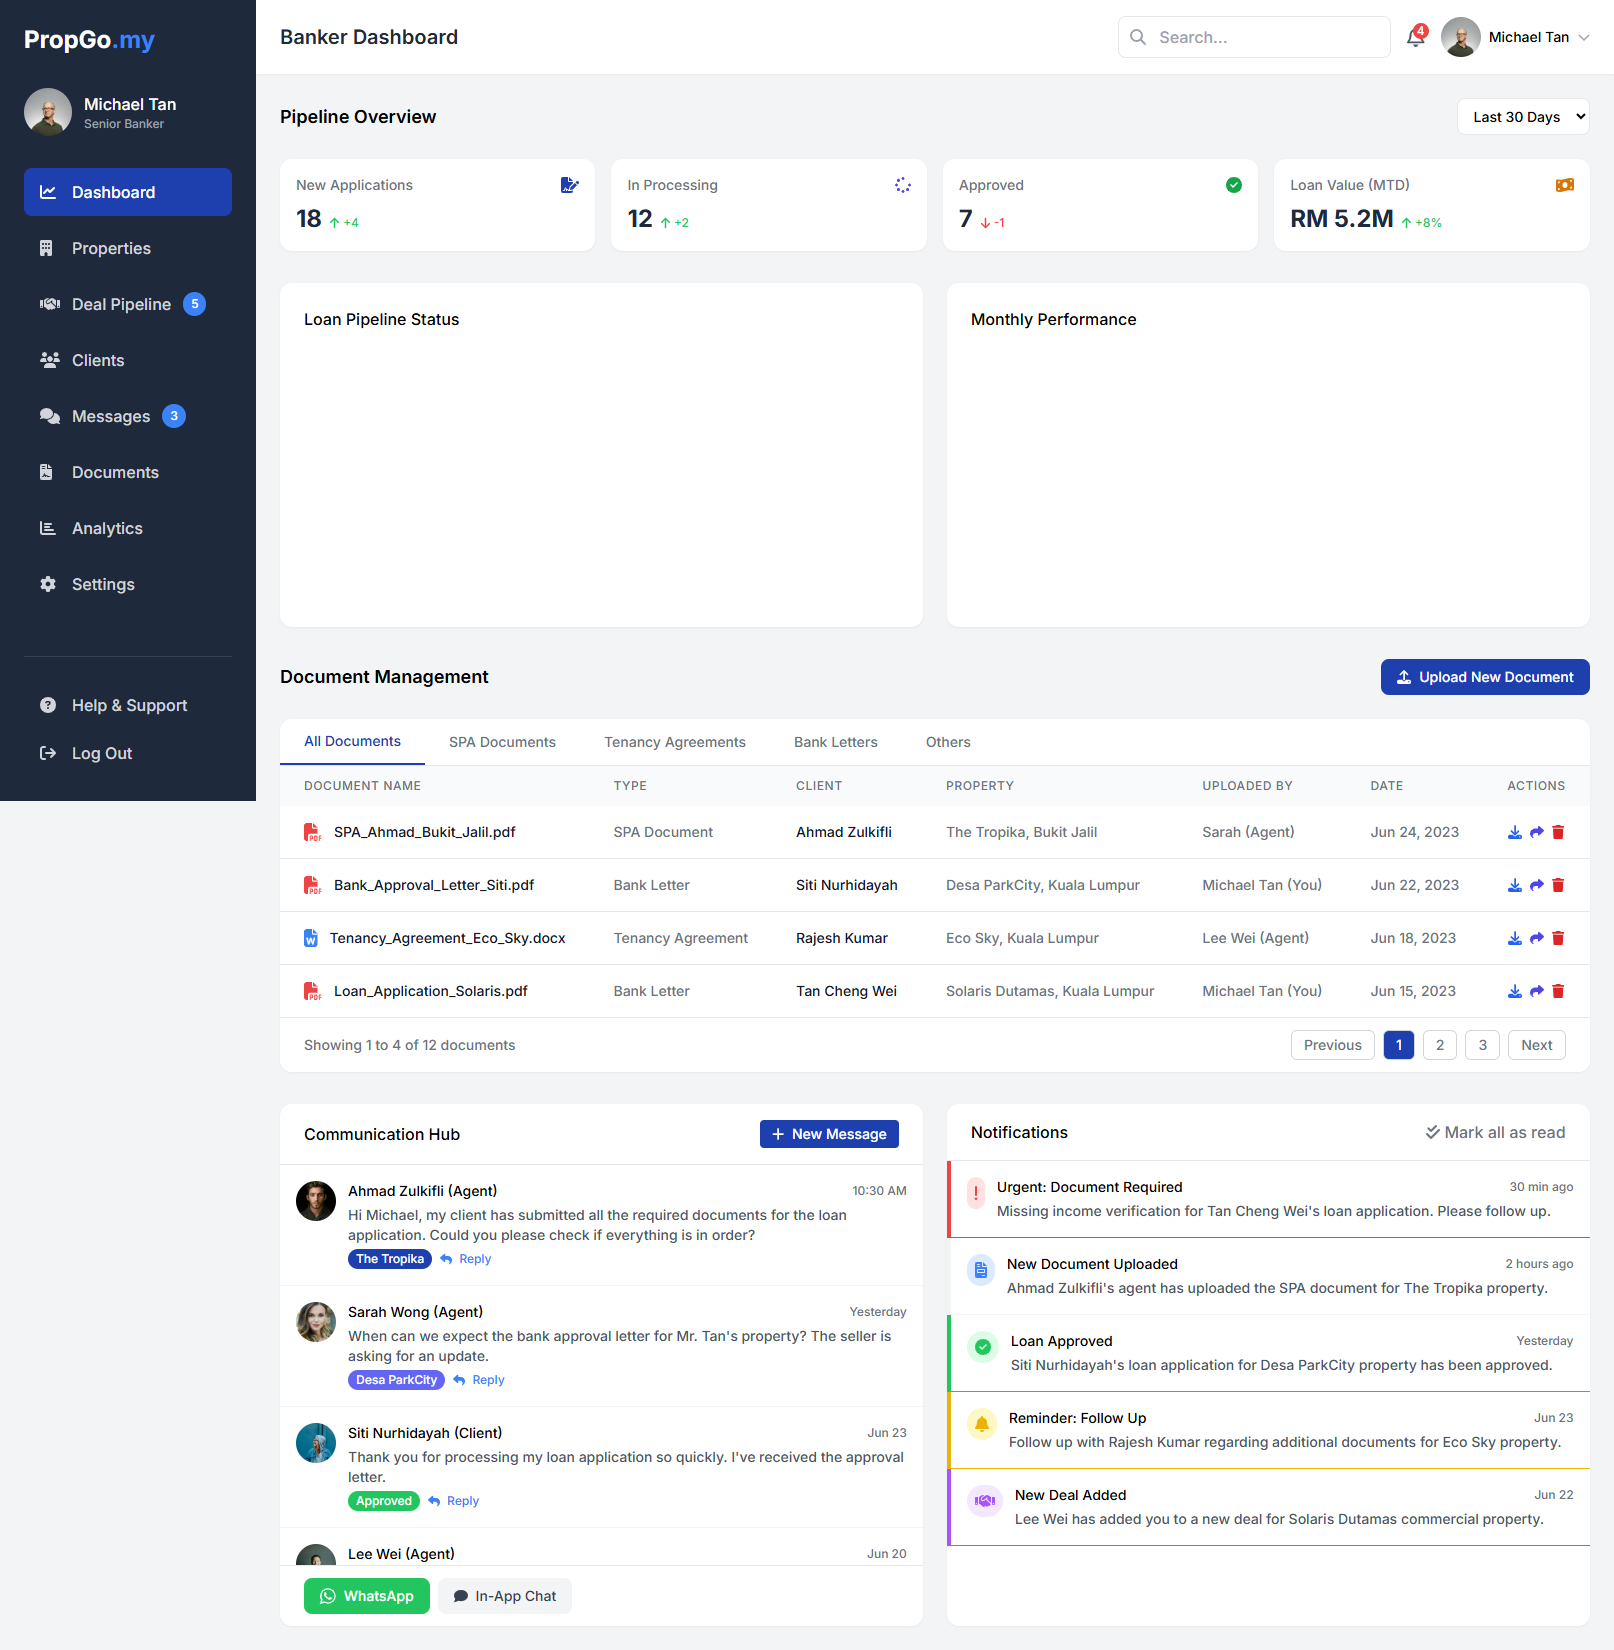 PropGo.my
Michael Tan
Senior Banker
Dashboard
Properties
Deal Pipeline 5
Clients
Messages 3
Documents
Analytics
Settings
Help & Support
Log Out
Banker Dashboard
Search...
4
Michael Tan
Pipeline Overview
Last 30 Days
New Applications
18 +4
In Processing
12 +2
Approved
7 -1
Loan Value (MTD)
RM 5.2M +8%
Loan Pipeline Status
Monthly Performance
Document Management
Upload New Document
All Documents SPA Documents Tenancy Agreements Bank Letters Others
DOCUMENT NAME TYPE CLIENT PROPERTY UPLOADED BY DATE ACTIONS
PDF SPA_Ahmad_Bukit_Jalil.pdf SPA Document Ahmad Zulkifli The Tropika, Bukit Jalil Sarah (Agent) Jun 24, 2023
PDF Bank_Approval_Letter_Siti.pdf Bank Letter Siti Nurhidayah Desa ParkCity, Kuala Lumpur Michael Tan (You) Jun 22, 2023
W Tenancy_Agreement_Eco_Sky.docx Tenancy Agreement Rajesh Kumar Eco Sky, Kuala Lumpur Lee Wei (Agent) Jun 18, 2023
PDF Loan_Application_Solaris.pdf Bank Letter Tan Cheng Wei Solaris Dutamas, Kuala Lumpur Michael Tan (You) Jun 15, 2023
Showing 1 to 4 of 12 documents
Previous 1 2 3 Next
Communication Hub
New Message
Ahmad Zulkifli (Agent) 10:30 AM
Hi Michael, my client has submitted all the required documents for the loan
application. Could you please check if everything is in order?
The Tropika Reply
Sarah Wong (Agent) Yesterday
When can we expect the bank approval letter for Mr. Tan's property? The seller is
asking for an update.
Desa ParkCity Reply
Siti Nurhidayah (Client) Jun 23
Thank you for processing my loan application so quickly. I've received the approval
letter.
Approved Reply
Lee Wei (Agent) Jun 20
WhatsApp
In-App Chat
Notifications
Mark all as read
Urgent: Document Required 30 min ago
Missing income verification for Tan Cheng Wei's loan application. Please follow up.
New Document Uploaded 2 hours ago
Ahmad Zulkifli's agent has uploaded the SPA document for The Tropika property.
Loan Approved Yesterday
Siti Nurhidayah's loan application for Desa ParkCity property has been approved.
Reminder: Follow Up Jun 23
Follow up with Rajesh Kumar regarding additional documents for Eco Sky property.
New Deal Added Jun 22
Lee Wei has added you to a new deal for Solaris Dutamas commercial property.